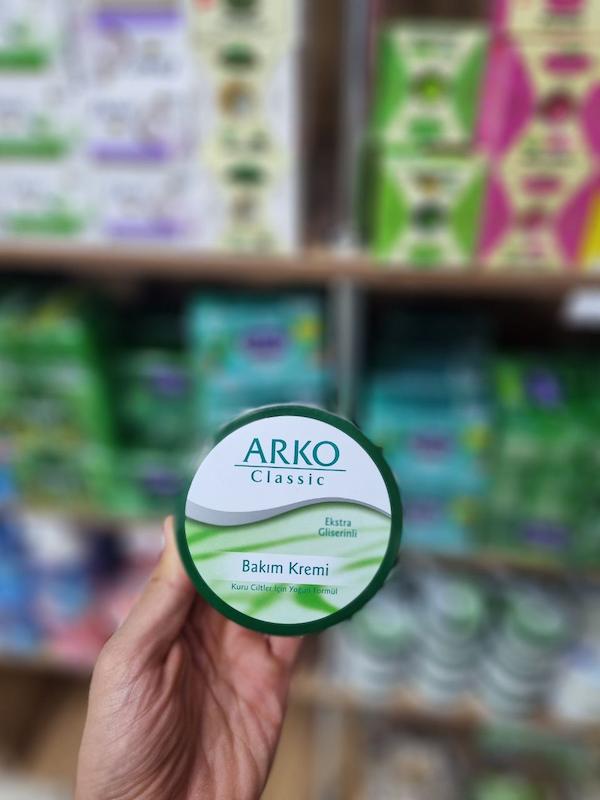 ARKO
Classic
Ekstra
Gliserinli
Bakım Kremi
Kuru Ciltler İçin Yoğun Formül